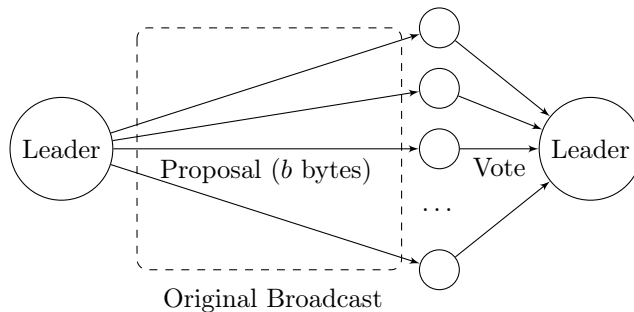 Leader
Proposal (b bytes)
Vote
Leader
...
Original Broadcast